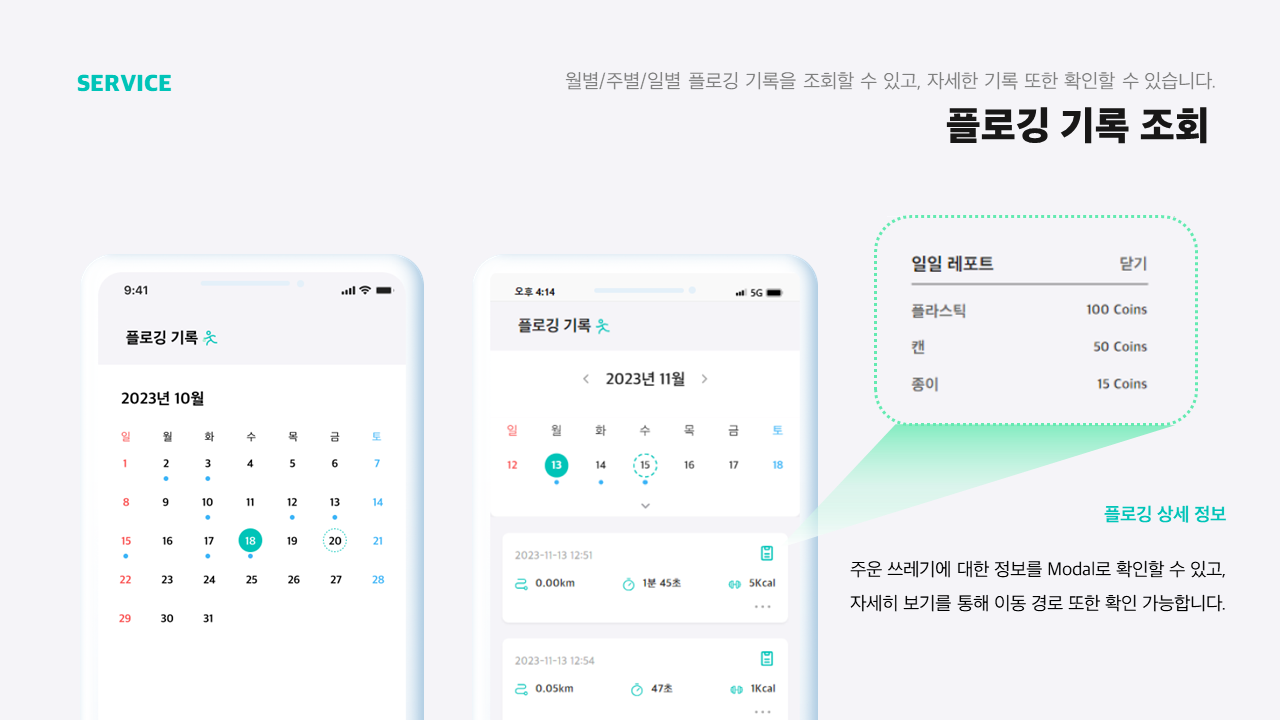 SERVICE
월별/주별/일별 플로깅 기록을 조회할 수 있고, 자세한 기록 또한 확인할 수 있습니다.
플로깅 기록 조회
9:41
플로깅 기록
2023년 10월
일 월 화 수 목 금 토
1 2 3 4 5 6 7
8 9 10 11 12 13 14
15 16 17 18 19 20 21
22 23 24 25 26 27 28
29 30 31
오후 4:14 5G
플로깅 기록
< 2023년 11월 >
일 월 화 수 목 금 토
12 13 14 15 16 17 18
2023-11-13 12:51
0.00km 1분 45초 5Kcal
2023-11-13 12:54
0.05km 47초 1Kcal
일일 레포트 닫기
플라스틱 100 Coins
캔 50 Coins
종이 15 Coins
플로깅 상세 정보
주운 쓰레기에 대한 정보를 Modal로 확인할 수 있고,
자세히 보기를 통해 이동 경로 또한 확인 가능합니다.